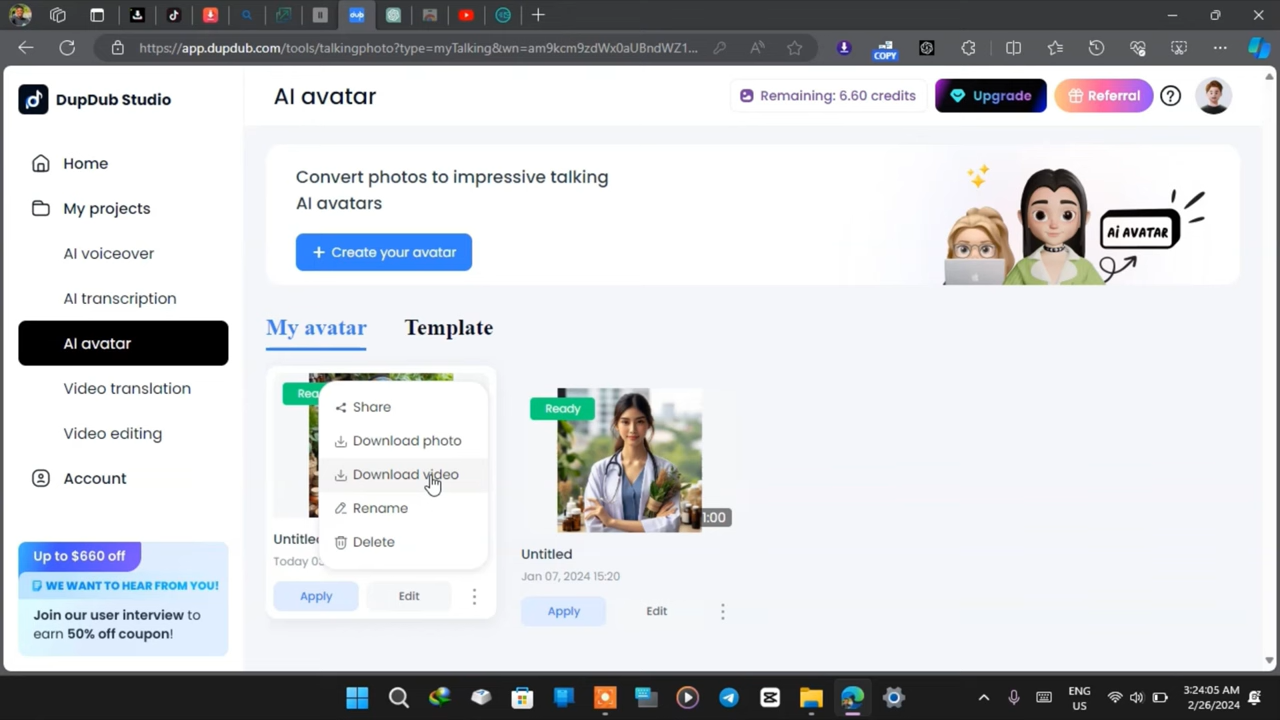 https://app.dupdub.com/tools/talkingphoto?type=myTalking&wn=am9kcm9zdWx0aUBndWZ1...
COPY
DupDub Studio
AI avatar
Remaining: 6.60 credits
Upgrade
Referral
Home
My projects
AI voiceover
AI transcription
AI avatar
Video translation
Video editing
Account
Up to $660 off
WE WANT TO HEAR FROM YOU!
Join our user interview to
earn 50% off coupon!
Convert photos to impressive talking
AI avatars
+ Create your avatar
Ai AVATAR
My avatar
Template
Share
Download photo
Download video
Rename
Delete
Apply
Edit
Ready
1:00
Untitled
Jan 07, 2024 15:20
Apply
Edit
ENG
US
3:24:05 AM
2/26/2024